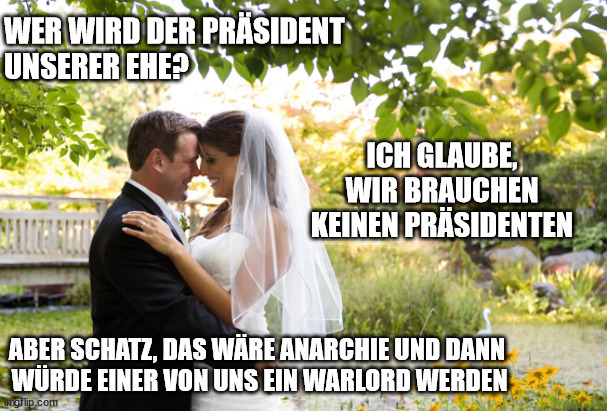 WER WIRD DER PRÄSIDENT
UNSERER EHE?
ICH GLAUBE,
WIR BRAUCHEN
KEINEN PRÄSIDENTEN
ABER SCHATZ, DAS WÄRE ANARCHIE UND DANN
WÜRDE EINER VON UNS EIN WARLORD WERDEN
imgflip.com